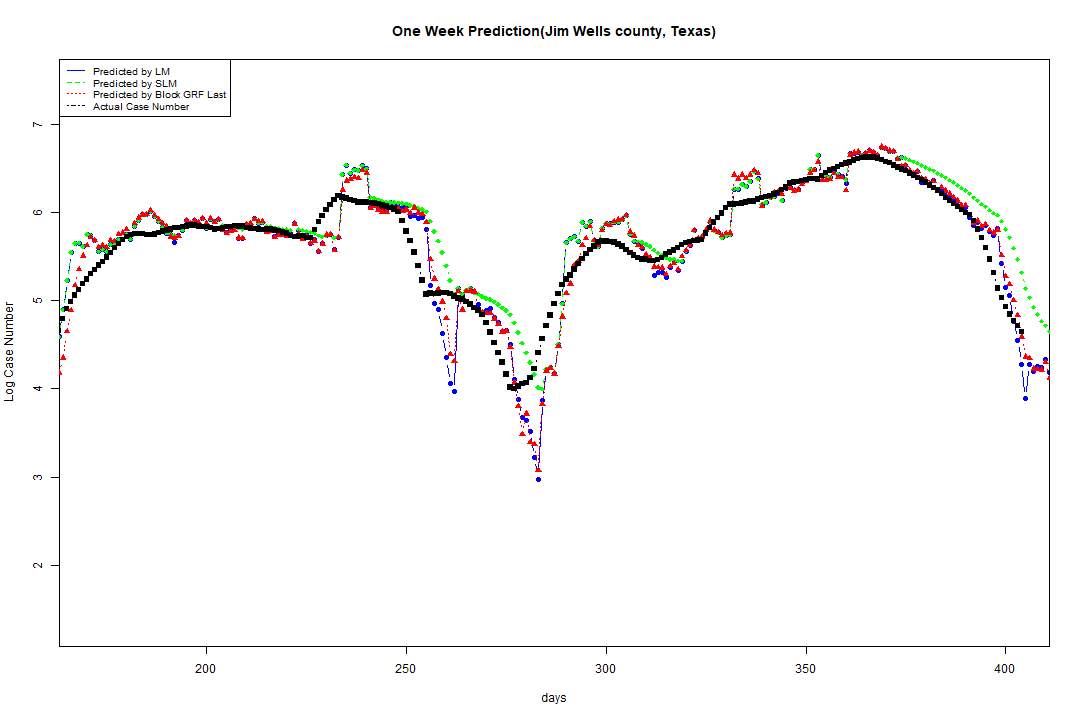 One Week Prediction(Jim Wells county, Texas)
Predicted by LM
Predicted by SLM
Predicted by Block GRF Last
Actual Case Number
7
6
5
4
3
2
Log Case Number
200 250 300 350 400
days